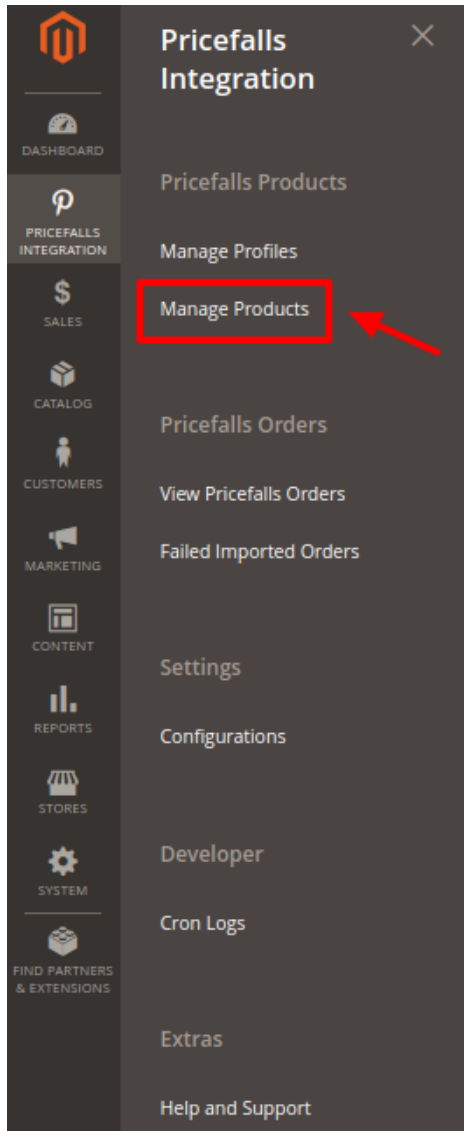 DASHBOARD
PRICEFALLS
INTEGRATION
SALES
CATALOG
CUSTOMERS
MARKETING
CONTENT
REPORTS
STORES
SYSTEM
FIND PARTNERS
& EXTENSIONS
Pricefalls
Integration
Pricefalls Products
Manage Profiles
Manage Products
Pricefalls Orders
View Pricefalls Orders
Failed Imported Orders
Settings
Configurations
Developer
Cron Logs
Extras
Help and Support